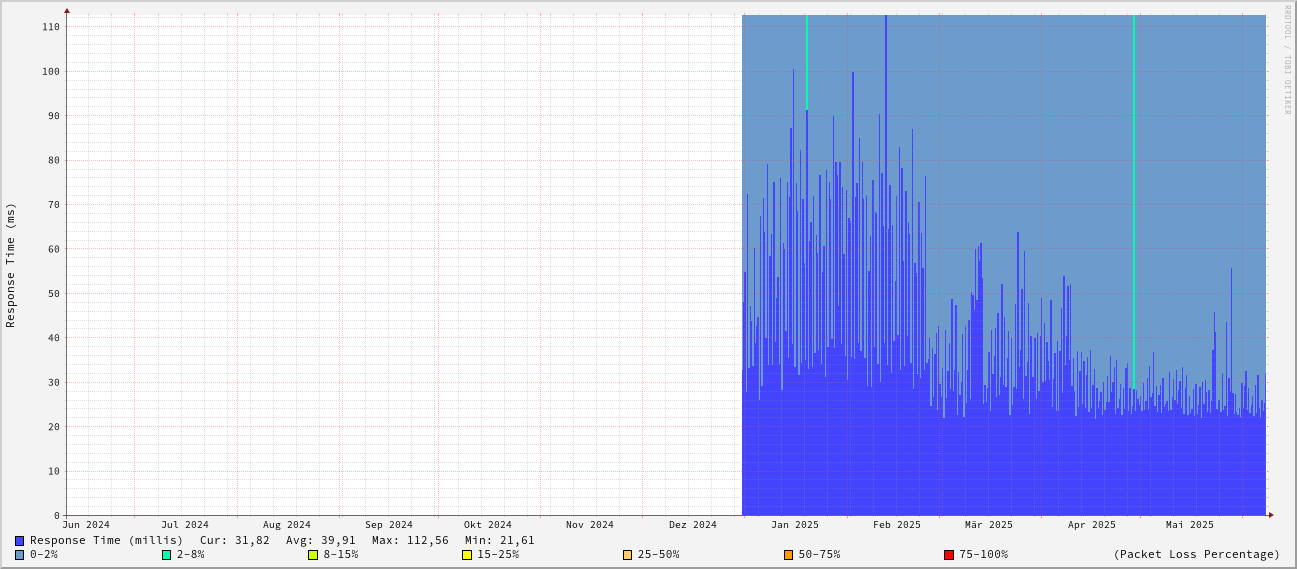 RRDTOOL / TOBI OETIKER
Response Time (ms)
110
100
90
80
70
60
50
40
30
20
10
0
Jun 2024 Jul 2024 Aug 2024 Sep 2024 Okt 2024 Nov 2024 Dez 2024 Jan 2025 Feb 2025 Mär 2025 Apr 2025 Mai 2025
Response Time (millis) Cur: 31,82 Avg: 39,91 Max: 112,56 Min: 21,61
0-2% 2-8% 8-15% 15-25% 25-50% 50-75% 75-100% (Packet Loss Percentage)